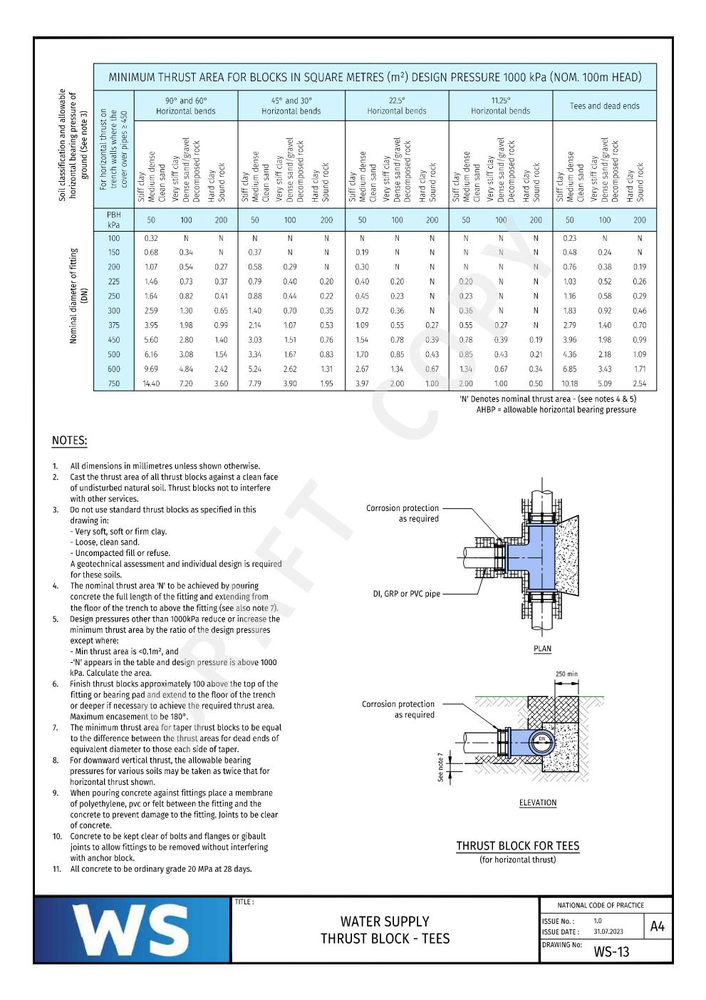 MINIMUM THRUST AREA FOR BLOCKS IN SQUARE METRES (m²) DESIGN PRESSURE 1000 kPa (NOM. 100m HEAD)
Soil classification and allowable
horizontal bearing pressure of
ground (See note 3)
For horizontal thrust on
trench walls where the
cover over pipes ≥ 450
90° and 60°
Horizontal bends
45° and 30°
Horizontal bends
22.5°
Horizontal bends
11.25°
Horizontal bends
Tees and dead ends
Stiff clay
Medium dense
Clean sand
Very stiff clay
Dense sand/gravel
Decomposed rock
Hard clay
Sound rock
Stiff clay
Medium dense
Clean sand
Very stiff clay
Dense sand/gravel
Decomposed rock
Hard clay
Sound rock
Stiff clay
Medium dense
Clean sand
Very stiff clay
Dense sand/gravel
Decomposed rock
Hard clay
Sound rock
Stiff clay
Medium dense
Clean sand
Very stiff clay
Dense sand/gravel
Decomposed rock
Hard clay
Sound rock
Stiff clay
Medium dense
Clean sand
Very stiff clay
Dense sand/gravel
Decomposed rock
Hard clay
Sound rock
PBH
kPa
50 100 200 50 100 200 50 100 200 50 100 200 50 100 200
Nominal diameter of fitting
(DN)
100 0.32 N N N N N N N N N N N 0.23 N N
150 0.68 0.34 N 0.37 N N 0.19 N N N N N 0.48 0.24 N
200 1.07 0.54 0.27 0.58 0.29 N 0.30 N N N N N 0.76 0.38 0.19
225 1.46 0.73 0.37 0.79 0.40 0.20 0.40 0.20 N 0.20 N N 1.03 0.52 0.26
250 1.64 0.82 0.41 0.88 0.44 0.22 0.45 0.23 N 0.23 N N 1.16 0.58 0.29
300 2.59 1.30 0.65 1.40 0.70 0.35 0.72 0.36 N 0.36 N N 1.83 0.92 0.46
375 3.95 1.98 0.99 2.14 1.07 0.53 1.09 0.55 0.27 0.55 0.27 N 2.79 1.40 0.70
450 5.60 2.80 1.40 3.03 1.51 0.76 1.54 0.78 0.39 0.78 0.39 0.19 3.96 1.98 0.99
500 6.16 3.08 1.54 3.34 1.67 0.83 1.70 0.85 0.43 0.85 0.43 0.21 4.36 2.18 1.09
600 9.69 4.84 2.42 5.24 2.62 1.31 2.67 1.34 0.67 1.34 0.67 0.34 6.85 3.43 1.71
750 14.40 7.20 3.60 7.79 3.90 1.95 3.97 2.00 1.00 2.00 1.00 0.50 10.18 5.09 2.54
'N' Denotes nominal thrust area - (see notes 4 & 5)
AHBP = allowable horizontal bearing pressure
DRAFT COPY
NOTES:
1. All dimensions in millimetres unless shown otherwise.
2. Cast the thrust area of all thrust blocks against a clean face
of undisturbed natural soil. Thrust blocks not to interfere
with other services.
3. Do not use standard thrust blocks as specified in this
drawing in:
- Very soft, soft or firm clay.
- Loose, clean sand.
- Uncompacted fill or refuse.
A geotechnical assessment and individual design is required
for these soils.
4. The nominal thrust area 'N' to be achieved by pouring
concrete the full length of the fitting and extending from
the floor of the trench to above the fitting (see also note 7).
5. Design pressures other than 1000kPa reduce or increase the
minimum thrust area by the ratio of the design pressures
except where:
- Min thrust area is <0.1m², and
-'N' appears in the table and design pressure is above 1000
kPa. Calculate the area.
6. Finish thrust blocks approximately 100 above the top of the
fitting or bearing pad and extend to the floor of the trench
or deeper if necessary to achieve the required thrust area.
Maximum encasement to be 180°.
7. The minimum thrust area for taper thrust blocks to be equal
to the difference between the thrust areas for dead ends of
equivalent diameter to those each side of taper.
8. For downward vertical thrust, the allowable bearing
pressures for various soils may be taken as twice that for
horizontal thrust shown.
9. When pouring concrete against fittings place a membrane
of polyethylene, pvc or felt between the fitting and the
concrete to prevent damage to the fitting. Joints to be clear
of concrete.
10. Concrete to be kept clear of bolts and flanges or gibault
joints to allow fittings to be removed without interfering
with anchor block.
11. All concrete to be ordinary grade 20 MPa at 28 days.
Corrosion protection
as required
DI, GRP or PVC pipe
PLAN
250 min
Corrosion protection
as required
DN
See note 7
ELEVATION
THRUST BLOCK FOR TEES
(for horizontal thrust)
WS
TITLE :
WATER SUPPLY
THRUST BLOCK - TEES
NATIONAL CODE OF PRACTICE
ISSUE No. : 1.0
ISSUE DATE : 31.07.2023
A4
DRAWING No: WS-13